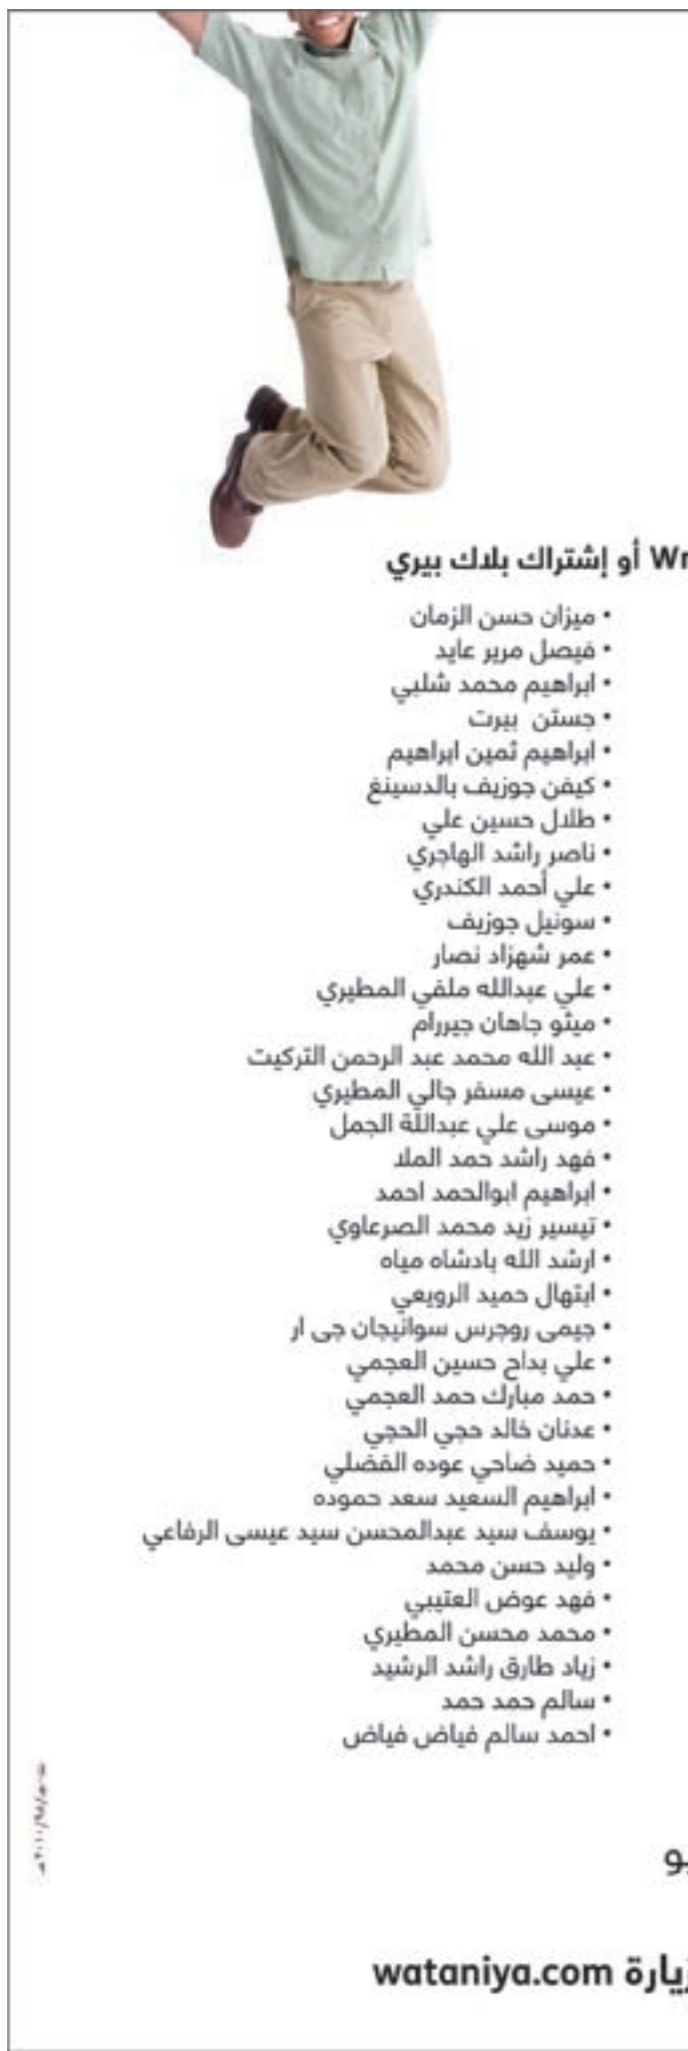 أو إشتراك بلاك بيري
• ميزان حسن الزمان
• فيصل مرير عايد
• ابراهيم محمد شلبي
• جستن بيرت
• ابراهيم ثمين ابراهيم
• كيفن جوزيف بالدسينغ
• طلال حسين علي
• ناصر راشد الهاجري
• علي أحمد الكندري
• سونيل جوزيف
• عمر شهزاد نصار
• علي عبدالله ملفي المطيري
• ميثو جاهان جيررام
• عبد الله محمد عبد الرحمن التركيت
• عيسى مسفر جالي المطيري
• موسى علي عبداللة الجمل
• فهد راشد حمد الملا
• ابراهيم ابوالحمد احمد
• تيسير زيد محمد الصرعاوي
• ارشد الله بادشاه مياه
• ابتهال حميد الرويعي
• جيمى روجرس سوانيجان جى ار
• علي بداح حسين العجمي
• حمد مبارك حمد العجمي
• عدنان خالد حجي الحجي
• حميد ضاحي عوده الفضلي
• ابراهيم السعيد سعد حموده
• يوسف سيد عبدالمحسن سيد عيسى الرفاعي
• وليد حسن محمد
• فهد عوض العتيبي
• محمد محسن المطيري
• زياد طارق راشد الرشيد
• سالم حمد حمد
• احمد سالم فياض فياض
wataniya.com